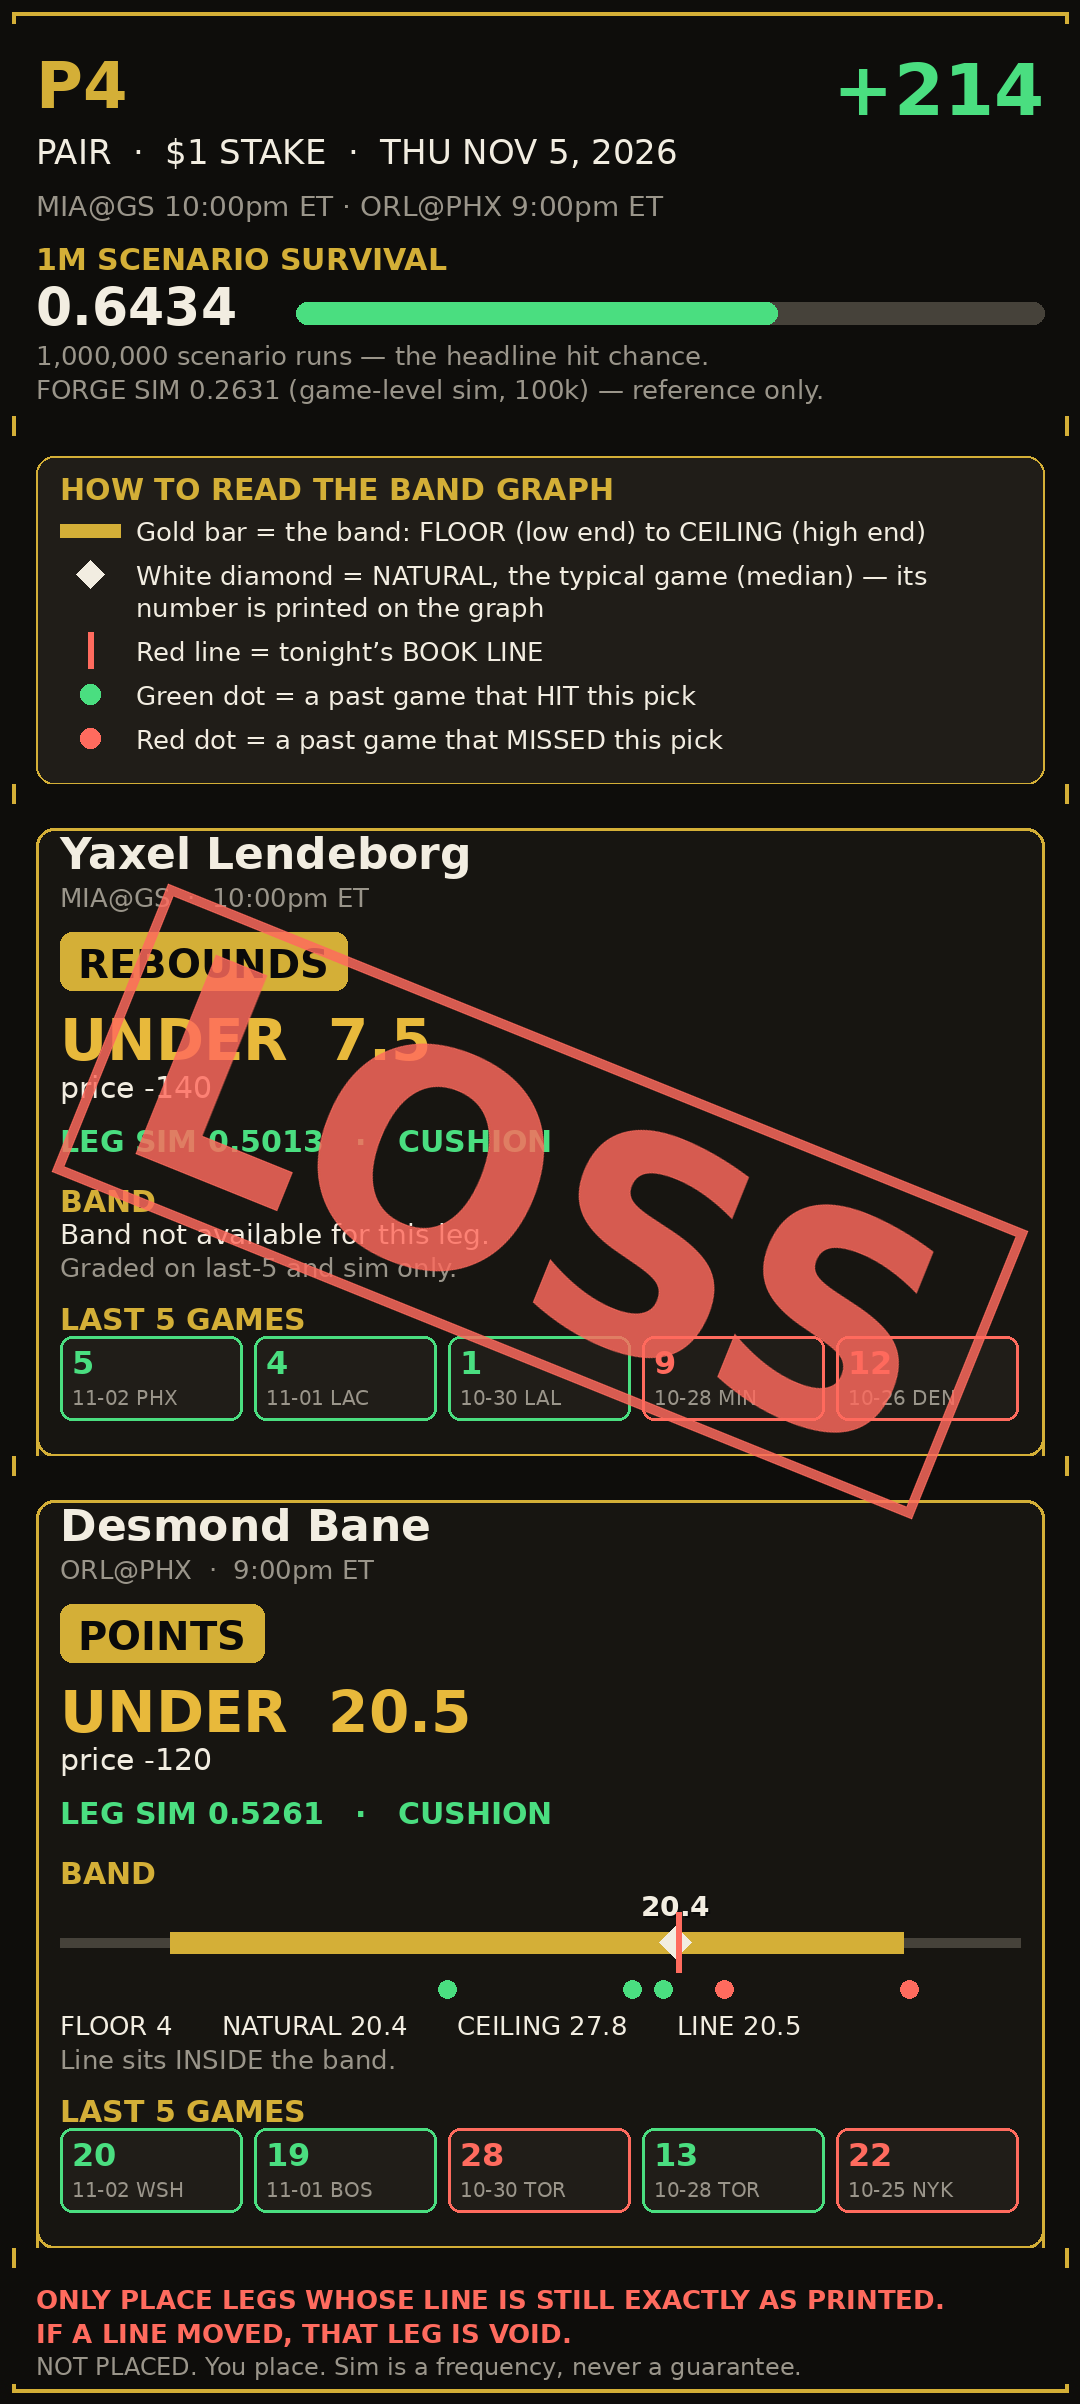 P4
+214
PAIR · $1 STAKE · THU NOV 5, 2026
MIA@GS 10:00pm ET · ORL@PHX 9:00pm ET
1M SCENARIO SURVIVAL
0.6434
1,000,000 scenario runs — the headline hit chance.
FORGE SIM 0.2631 (game-level sim, 100k) — reference only.
HOW TO READ THE BAND GRAPH
Gold bar = the band: FLOOR (low end) to CEILING (high end)
White diamond = NATURAL, the typical game (median) — its
number is printed on the graph
Red line = tonight’s BOOK LINE
Green dot = a past game that HIT this pick
Red dot = a past game that MISSED this pick
Yaxel Lendeborg
MIA@GS · 10:00pm ET
REBOUNDS
UNDER 7.5
price -140
LEG SIM 0.5013 · CUSHION
BAND
Band not available for this leg.
Graded on last-5 and sim only.
LOSS
LAST 5 GAMES
5 4 1 9 12
11-02 PHX 11-01 LAC 10-30 LAL 10-28 MIN 10-26 DEN
Desmond Bane
ORL@PHX · 9:00pm ET
POINTS
UNDER 20.5
price -120
LEG SIM 0.5261 · CUSHION
BAND
20.4
FLOOR 4 NATURAL 20.4 CEILING 27.8 LINE 20.5
Line sits INSIDE the band.
LAST 5 GAMES
20 19 28 13 22
11-02 WSH 11-01 BOS 10-30 TOR 10-28 TOR 10-25 NYK
ONLY PLACE LEGS WHOSE LINE IS STILL EXACTLY AS PRINTED.
IF A LINE MOVED, THAT LEG IS VOID.
NOT PLACED. You place. Sim is a frequency, never a guarantee.